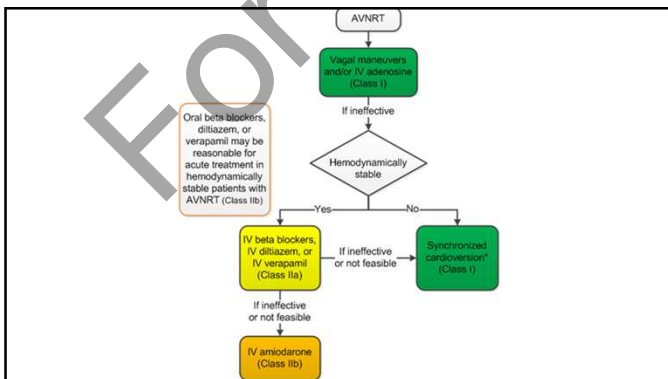 AVNRT
Vagal maneuvers
and/or IV adenosine
(Class I)
If ineffective
Oral beta blockers,
diltiazem, or
verapamil may be
reasonable for
acute treatment in
hemodynamically
stable patients with
AVNRT (Class IIb)
Hemodynamically
stable
Yes
No
IV beta blockers,
IV diltiazem, or
IV verapamil
(Class IIa)
If ineffective
or not feasible
Synchronized
cardioversion*
(Class I)
If ineffective
or not feasible
IV amiodarone
(Class IIb)
For